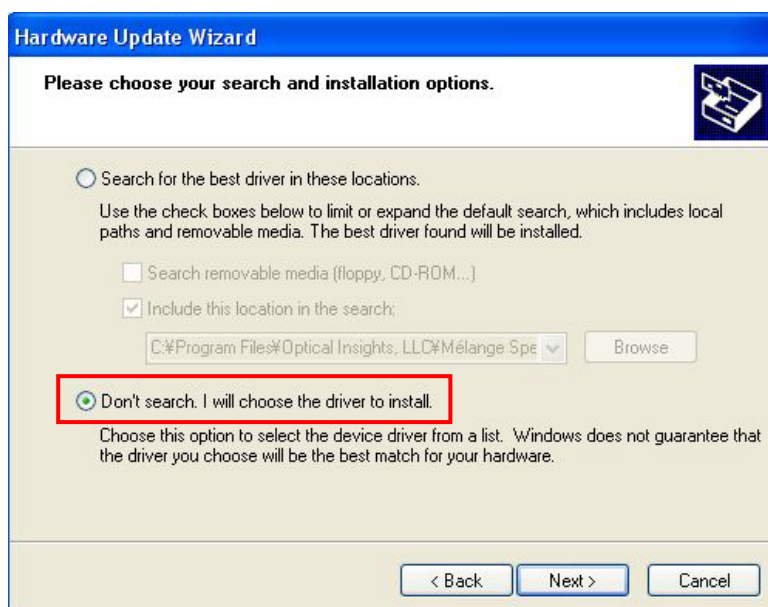 Hardware Update Wizard
Please choose your search and installation options.
Search for the best driver in these locations.
Use the check boxes below to limit or expand the default search, which includes local
paths and removable media. The best driver found will be installed.
Search removable media (floppy, CD-ROM...)
Include this location in the search:
C:¥Program Files¥Optical Insights, LLC¥Mélange Spe
Browse
Don't search. I will choose the driver to install.
Choose this option to select the device driver from a list. Windows does not guarantee that
the driver you choose will be the best match for your hardware.
< Back Next > Cancel